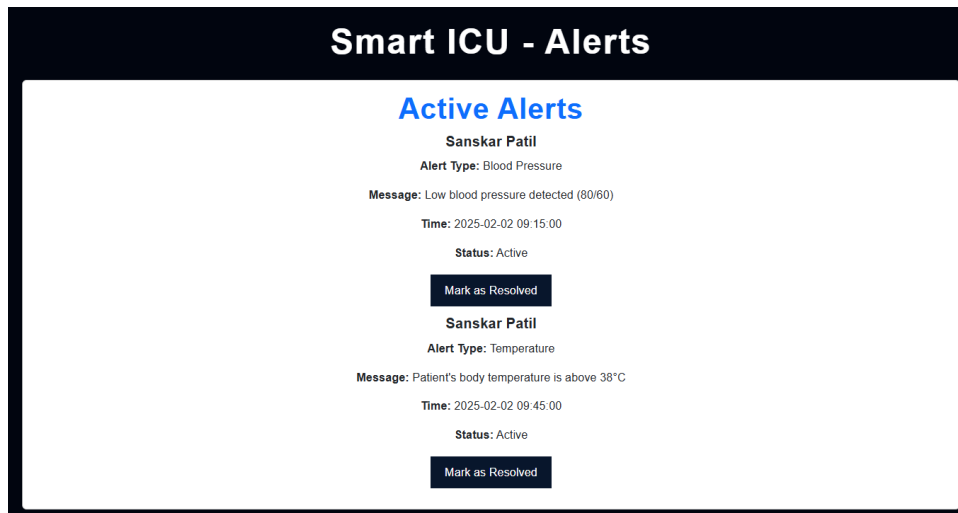 Smart ICU - Alerts
Active Alerts
Sanskar Patil
Alert Type: Blood Pressure
Message: Low blood pressure detected (80/60)
Time: 2025-02-02 09:15:00
Status: Active
Mark as Resolved
Sanskar Patil
Alert Type: Temperature
Message: Patient's body temperature is above 38°C
Time: 2025-02-02 09:45:00
Status: Active
Mark as Resolved